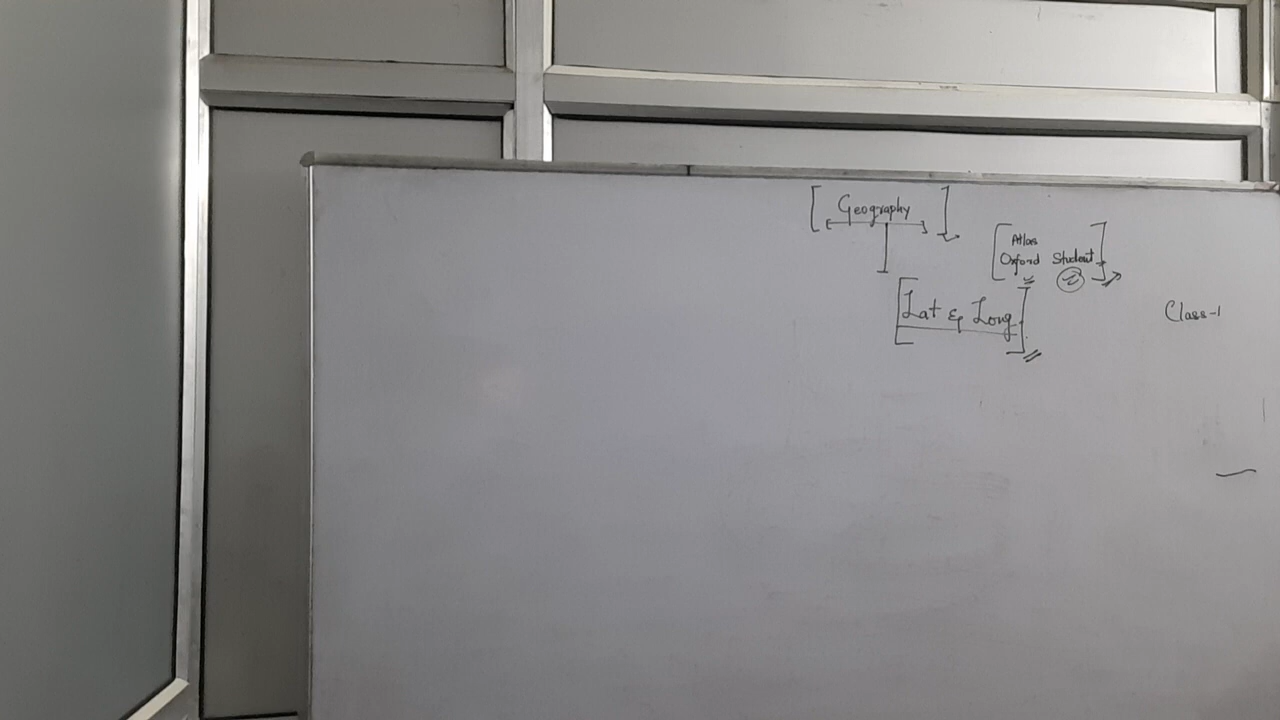 [ Geography ]
[ Atlas
Oxford Student ]
[ Lat & Long ]
Class-1